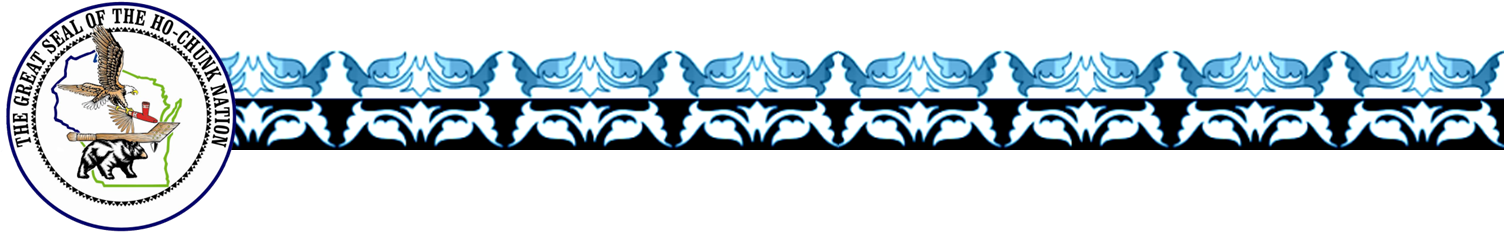 THE GREAT SEAL OF THE HO-CHUNK NATION